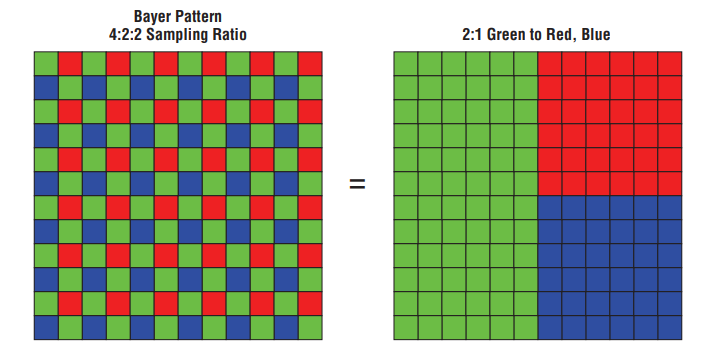 Bayer Pattern
4:2:2 Sampling Ratio
2:1 Green to Red, Blue
=